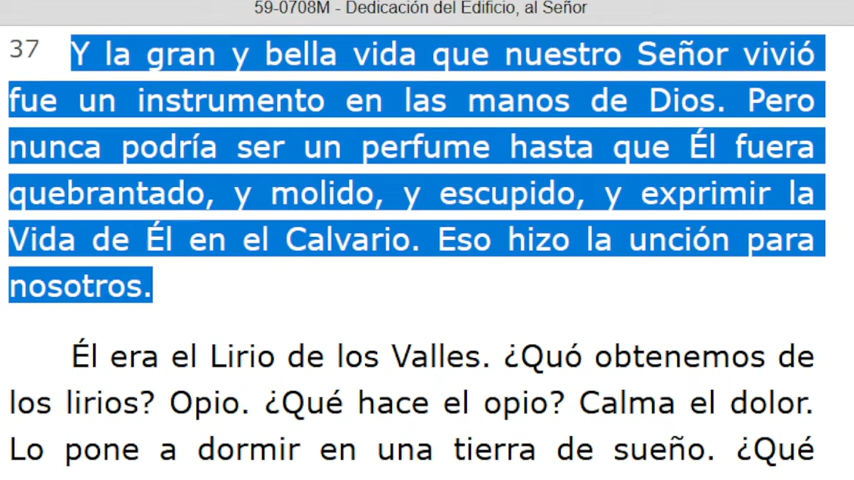 59-0708M - Dedicación del Edificio, al Señor
37 Y la gran y bella vida que nuestro Señor vivió
fue un instrumento en las manos de Dios. Pero
nunca podría ser un perfume hasta que Él fuera
quebrantado, y molido, y escupido, y exprimir la
Vida de Él en el Calvario. Eso hizo la unción para
nosotros.
Él era el Lirio de los Valles. ¿Quó obtenemos de
los lirios? Opio. ¿Qué hace el opio? Calma el dolor.
Lo pone a dormir en una tierra de sueño. ¿Qué